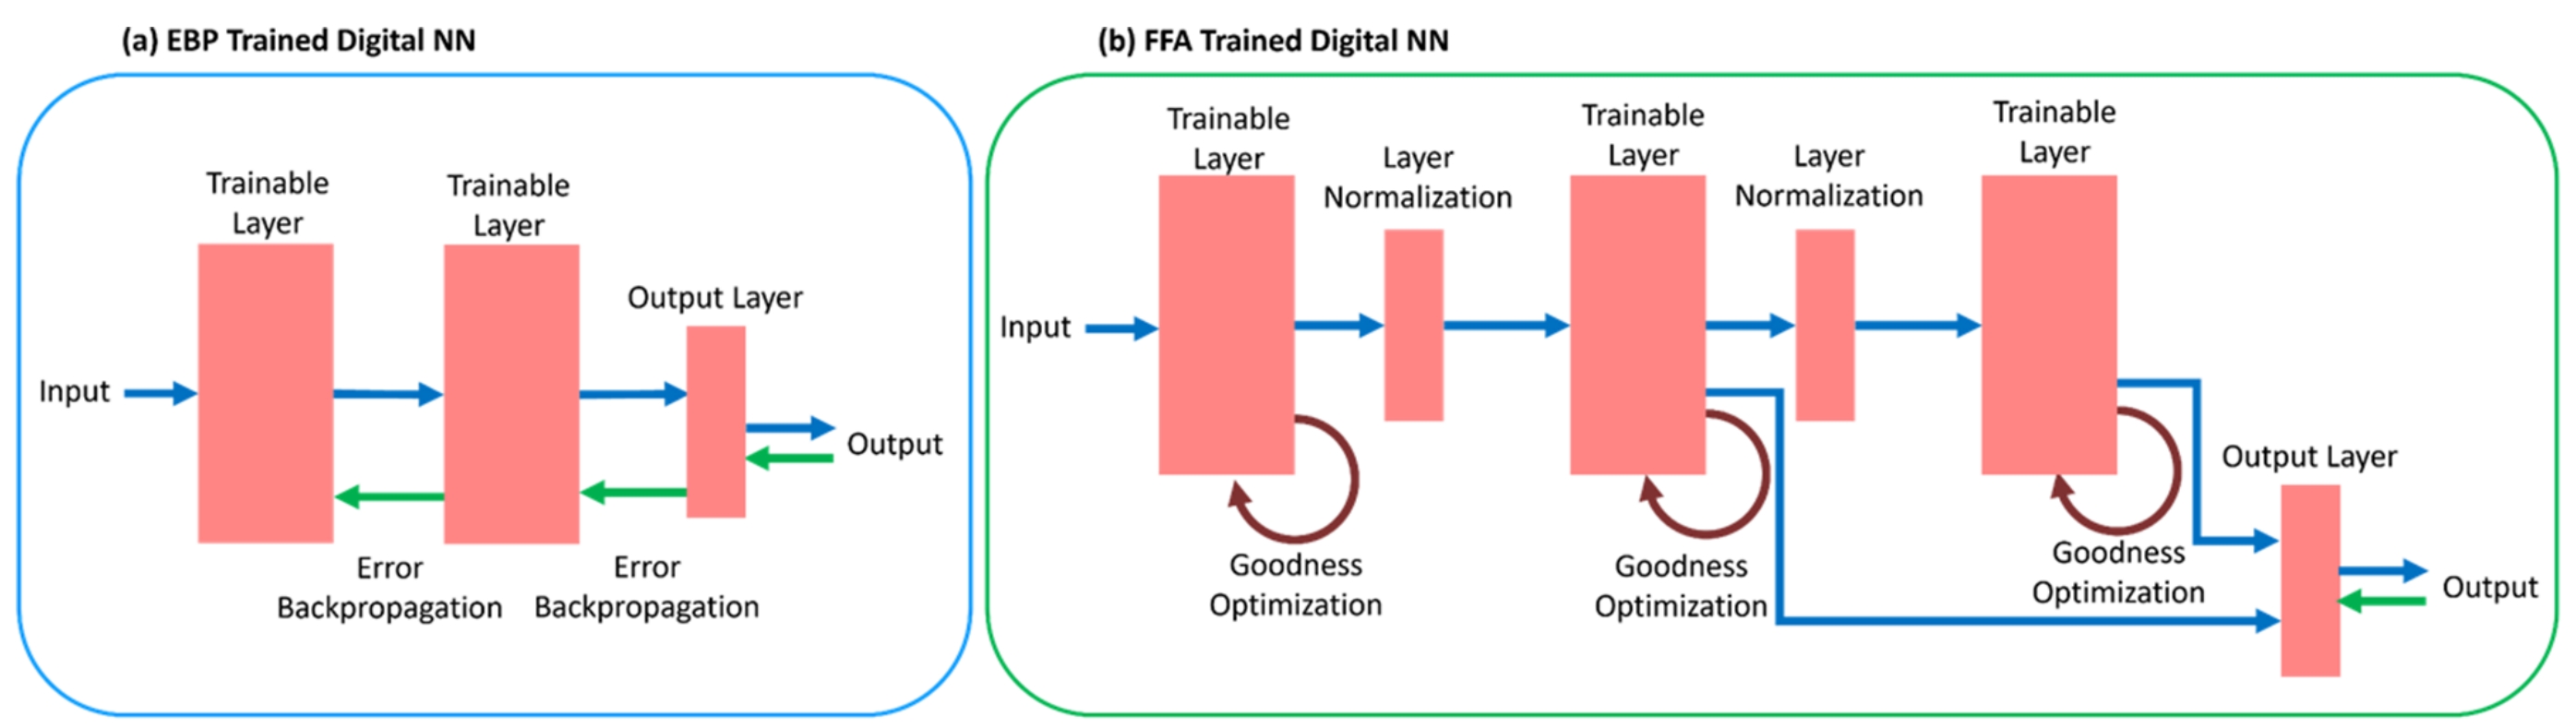 (a) EBP Trained Digital NN
Trainable
Layer
Trainable
Layer
Output Layer
Input
Output
Error
Backpropagation
Error
Backpropagation
(b) FFA Trained Digital NN
Trainable
Layer
Layer
Normalization
Trainable
Layer
Layer
Normalization
Trainable
Layer
Input
Goodness
Optimization
Goodness
Optimization
Goodness
Optimization
Output Layer
Output